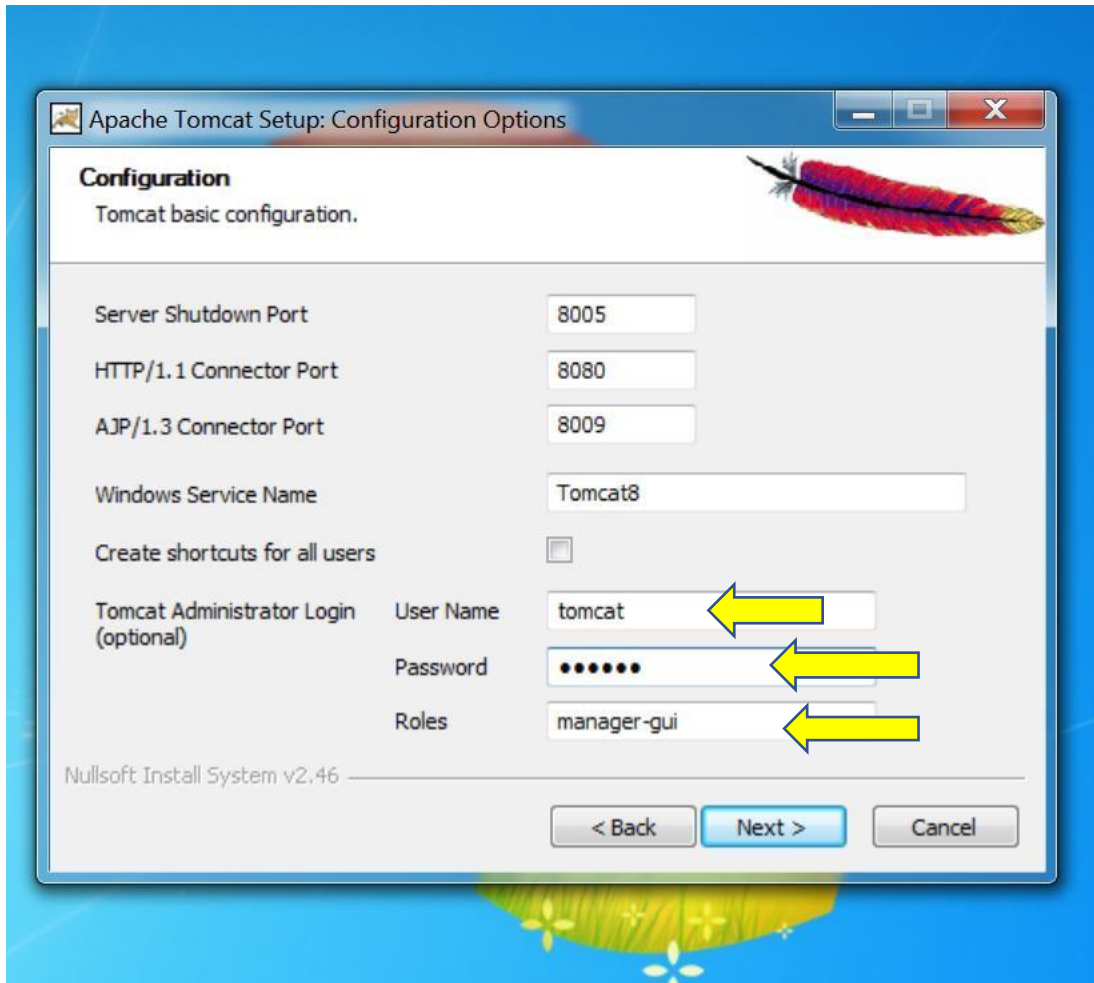 Apache Tomcat Setup: Configuration Options
Configuration
Tomcat basic configuration.
Server Shutdown Port 8005
HTTP/1.1 Connector Port 8080
AJP/1.3 Connector Port 8009
Windows Service Name Tomcat8
Create shortcuts for all users
Tomcat Administrator Login User Name tomcat
(optional)
Password ●●●●●●
Roles manager-gui
Nullsoft Install System v2.46
< Back Next > Cancel